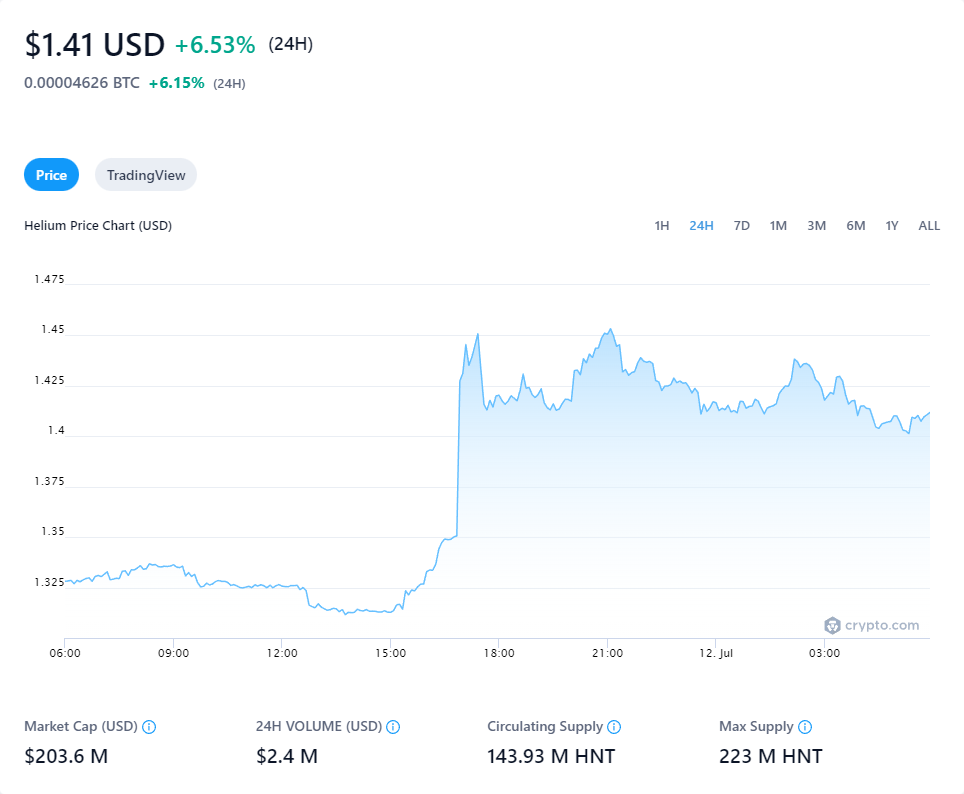 $1.41 USD +6.53% (24H)
0.00004626 BTC +6.15% (24H)
Price TradingView
Helium Price Chart (USD) 1H 24H 7D 1M 3M 6M 1Y ALL
1.475
1.45
1.425
1.4
1.375
1.35
1.325
crypto.com
06:00 09:00 12:00 15:00 18:00 21:00 12. Jul 03:00
Market Cap (USD) 24H VOLUME (USD) Circulating Supply Max Supply
$203.6 M $2.4 M 143.93 M HNT 223 M HNT